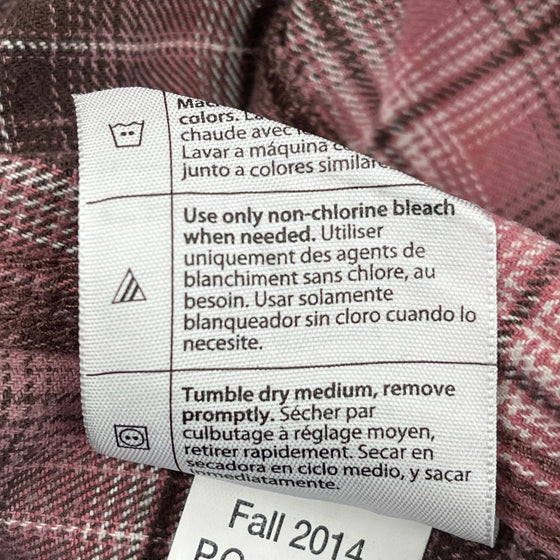 colors.
chaude avec
Lavar a máquina
junto a colores
Use only non-chlorine bleach
when needed. Utiliser
uniquement des agents de
blanchiment sans chlore, au
besoin. Usar solamente
blanqueador sin cloro cuando lo
necesite.
Tumble dry medium, remove
promptly. Sécher par
culbutage à réglage moyen,
retirer rapidement. Secar en
secadora en ciclo medio, y sacar
inmediatamente.
Fall 2014